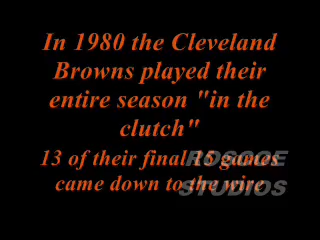 In 1980 the Cleveland
Browns played their
entire season "in the
clutch"
13 of their final 15 games
came down to the wire
ROSCOE
STUDIOS